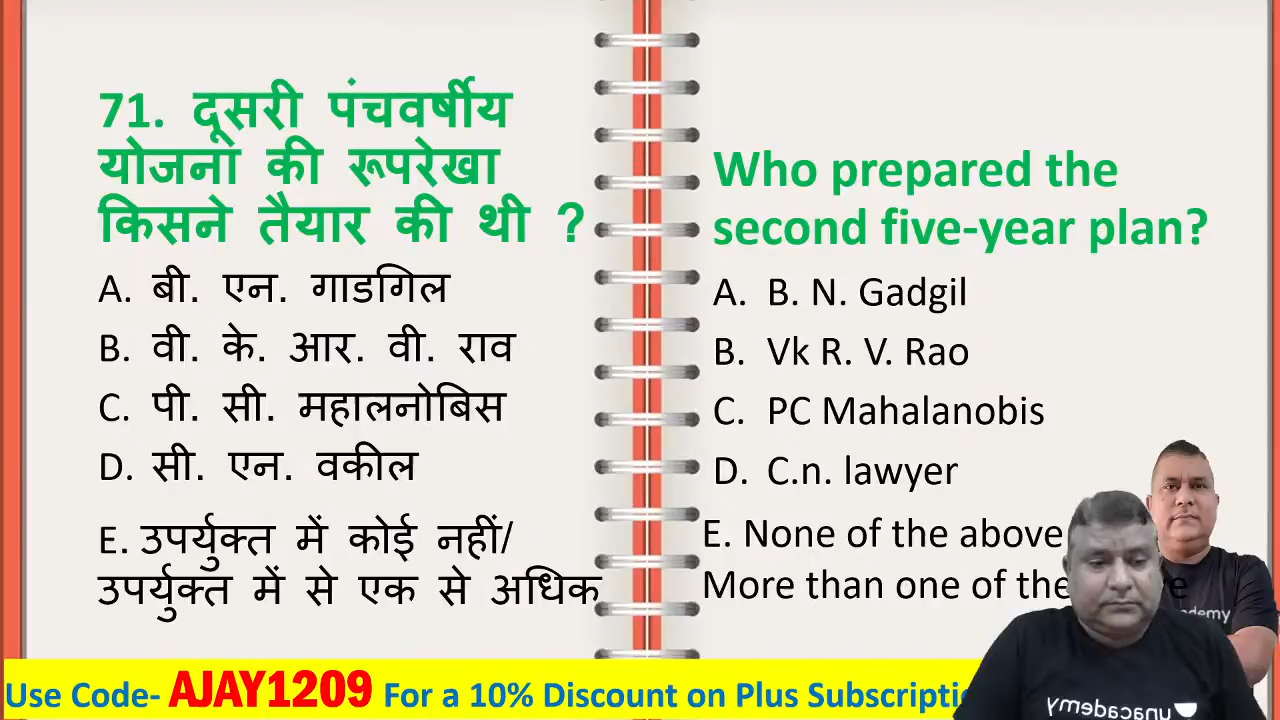 71. दूसरी पंचवर्षीय
योजना की रूपरेखा
किसने तैयार की थी ?
A. बी. एन. गाडगिल
B. वी. के. आर. वी. राव
C. पी. सी. महालनोबिस
D. सी. एन. वकील
E. उपर्युक्त में कोई नहीं/
उपर्युक्त में से एक से अधिक
Who prepared the
second five-year plan?
A. B. N. Gadgil
B. Vk R. V. Rao
C. PC Mahalanobis
D. C.n. lawyer
E. None of the above
More than one of the
Use Code- AJAY1209 For a 10% Discount on Plus
unacademy